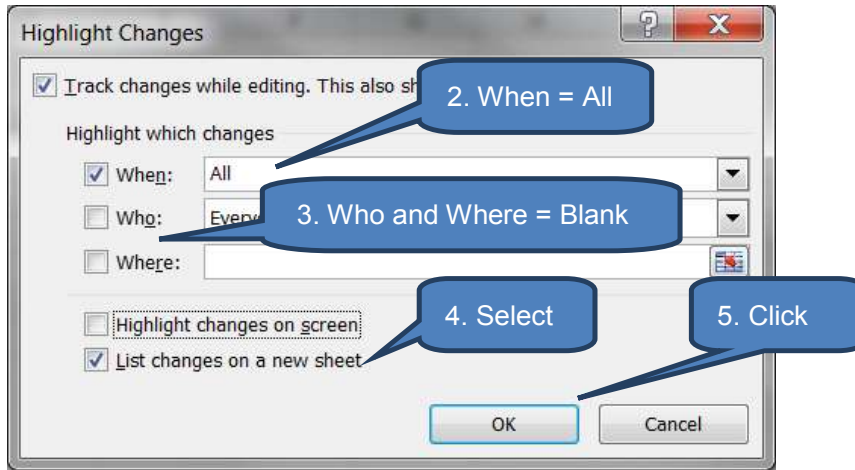 Highlight Changes
Track changes while editing. This also
2. When = All
Highlight which changes
When: All
Who:
3. Who and Where = Blank
Where:
Highlight changes on screen
4. Select
5. Click
List changes on a new sheet
OK Cancel